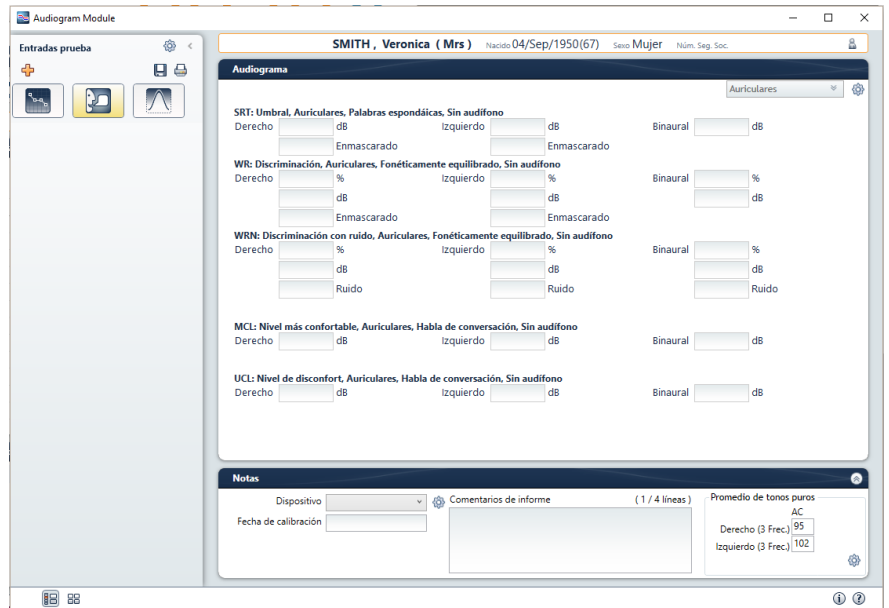 Audiogram Module
Entradas prueba
SMITH , Veronica ( Mrs ) Nacido 04/Sep/1950(67) Sexo Mujer Núm. Seg. Soc.
Audiograma
Auriculares
SRT: Umbral, Auriculares, Palabras espondáicas, Sin audífono
Derecho dB Izquierdo dB Binaural dB
Enmascarado Enmascarado
WR: Discriminación, Auriculares, Fonéticamente equilibrado, Sin audífono
Derecho % Izquierdo % Binaural %
dB dB dB
Enmascarado Enmascarado
WRN: Discriminación con ruido, Auriculares, Fonéticamente equilibrado, Sin audífono
Derecho % Izquierdo % Binaural %
dB dB dB
Ruido Ruido Ruido
MCL: Nivel más confortable, Auriculares, Habla de conversación, Sin audífono
Derecho dB Izquierdo dB Binaural dB
UCL: Nivel de disconfort, Auriculares, Habla de conversación, Sin audífono
Derecho dB Izquierdo dB Binaural dB
Notas
Dispositivo
Fecha de calibración
Comentarios de informe ( 1 / 4 líneas )
Promedio de tonos puros
AC
Derecho (3 Frec.) 95
Izquierdo (3 Frec.) 102